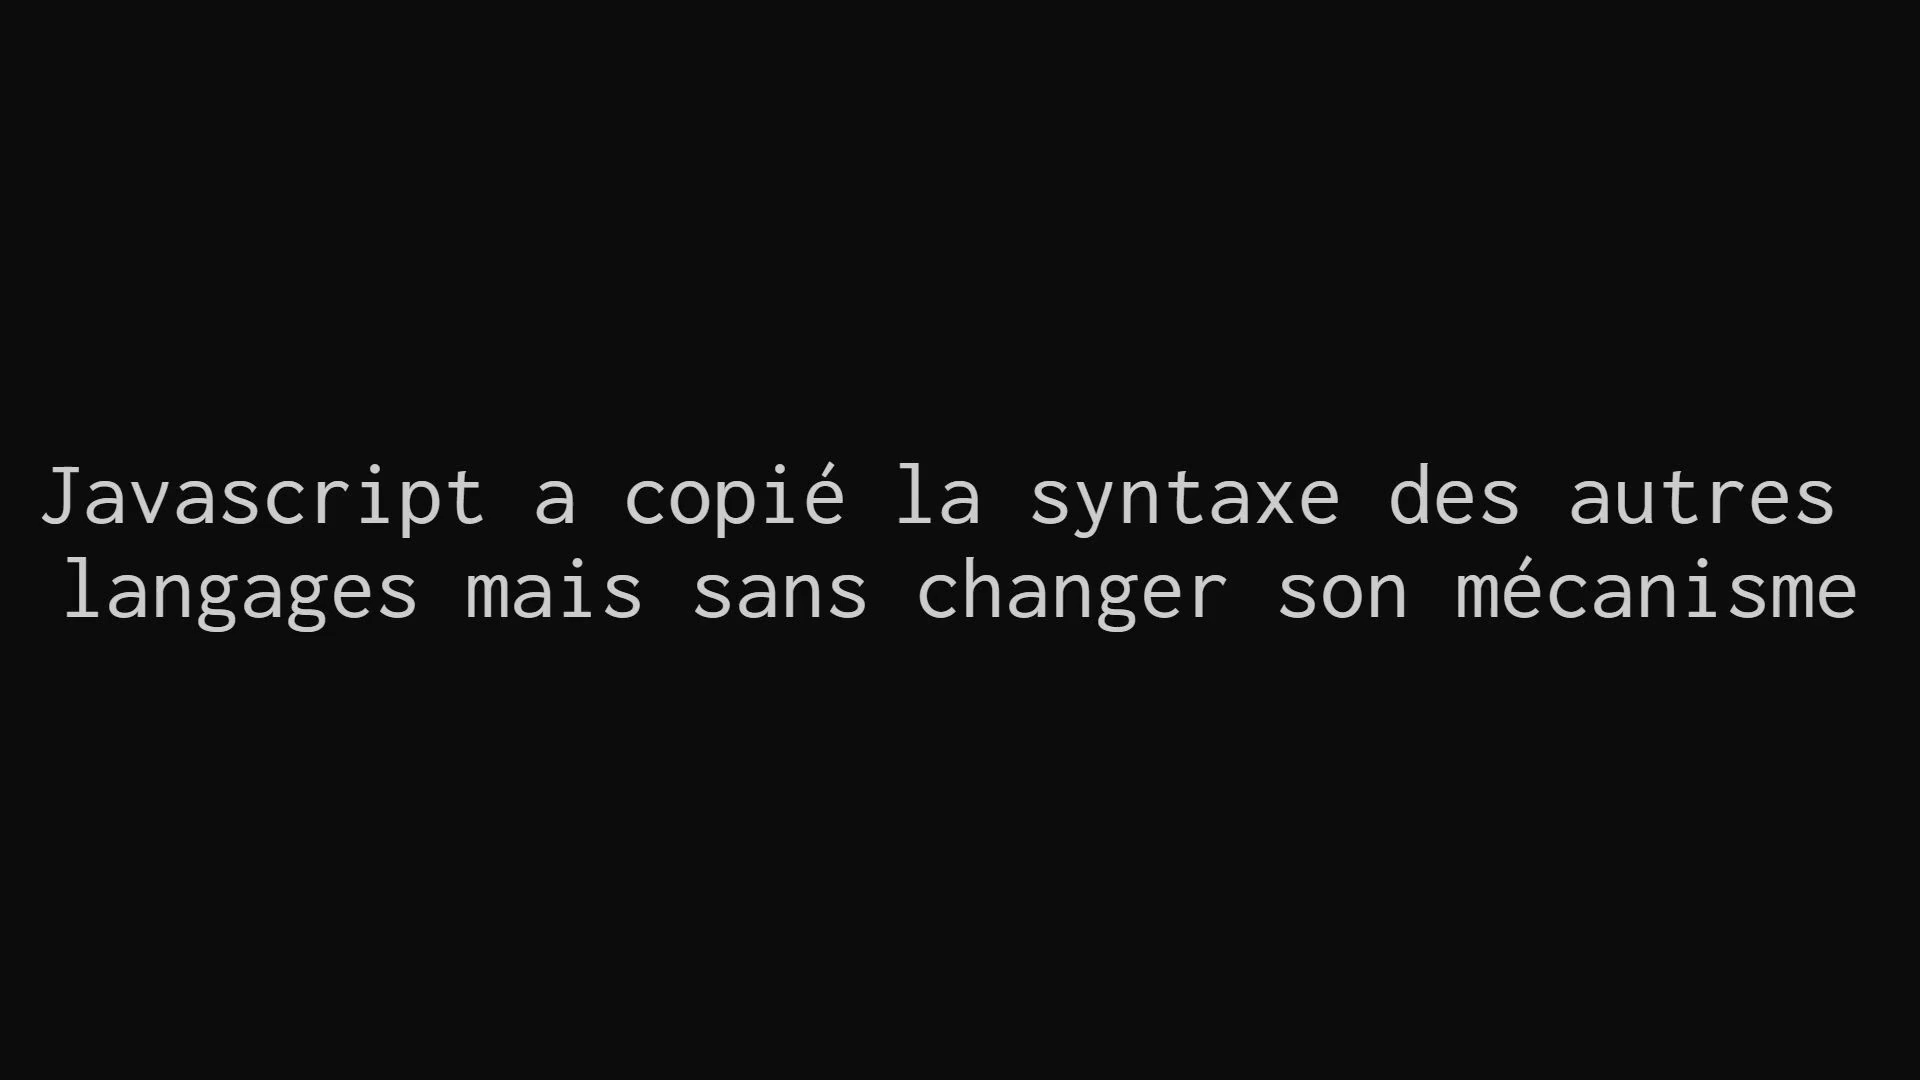 Javascript a copié la syntaxe des autres
langages mais sans changer son mécanisme